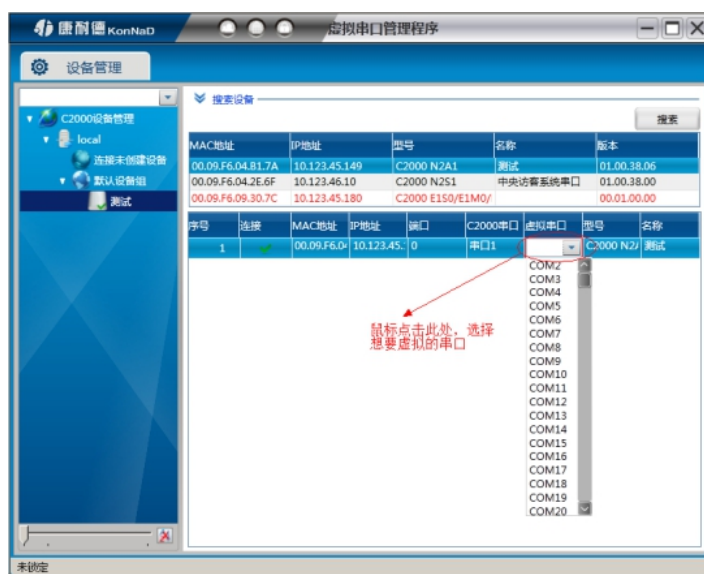 康耐德 KonNaD
虚拟串口管理程序
设备管理
C2000设备管理
local
连接未创建设备
默认设备组
测试
搜索设备
搜索
MAC地址 IP地址 型号 名称 版本
00.09.F6.04.B1.7A 10.123.45.149 C2000 N2A1 测试 01.00.38.06
00.09.F6.04.2E.6F 10.123.46.10 C2000 N2S1 中央访客系统串口 01.00.38.00
00.09.F6.09.30.7C 10.123.45.180 C2000 E1S0/E1M0/ 00.01.00.00
序号 连接 MAC地址 IP地址 端口 C2000串口 虚拟串口 型号 名称
1 00.09.F6.0 10.123.45.: 0 串口1 C2000 N2 测试
COM2
COM3
COM4
COM5
COM6
COM7
COM8
COM9
COM10
COM11
COM12
COM13
COM14
COM15
COM16
COM17
COM18
COM19
COM20
鼠标点击此处，选择
想要虚拟的串口
未锁定